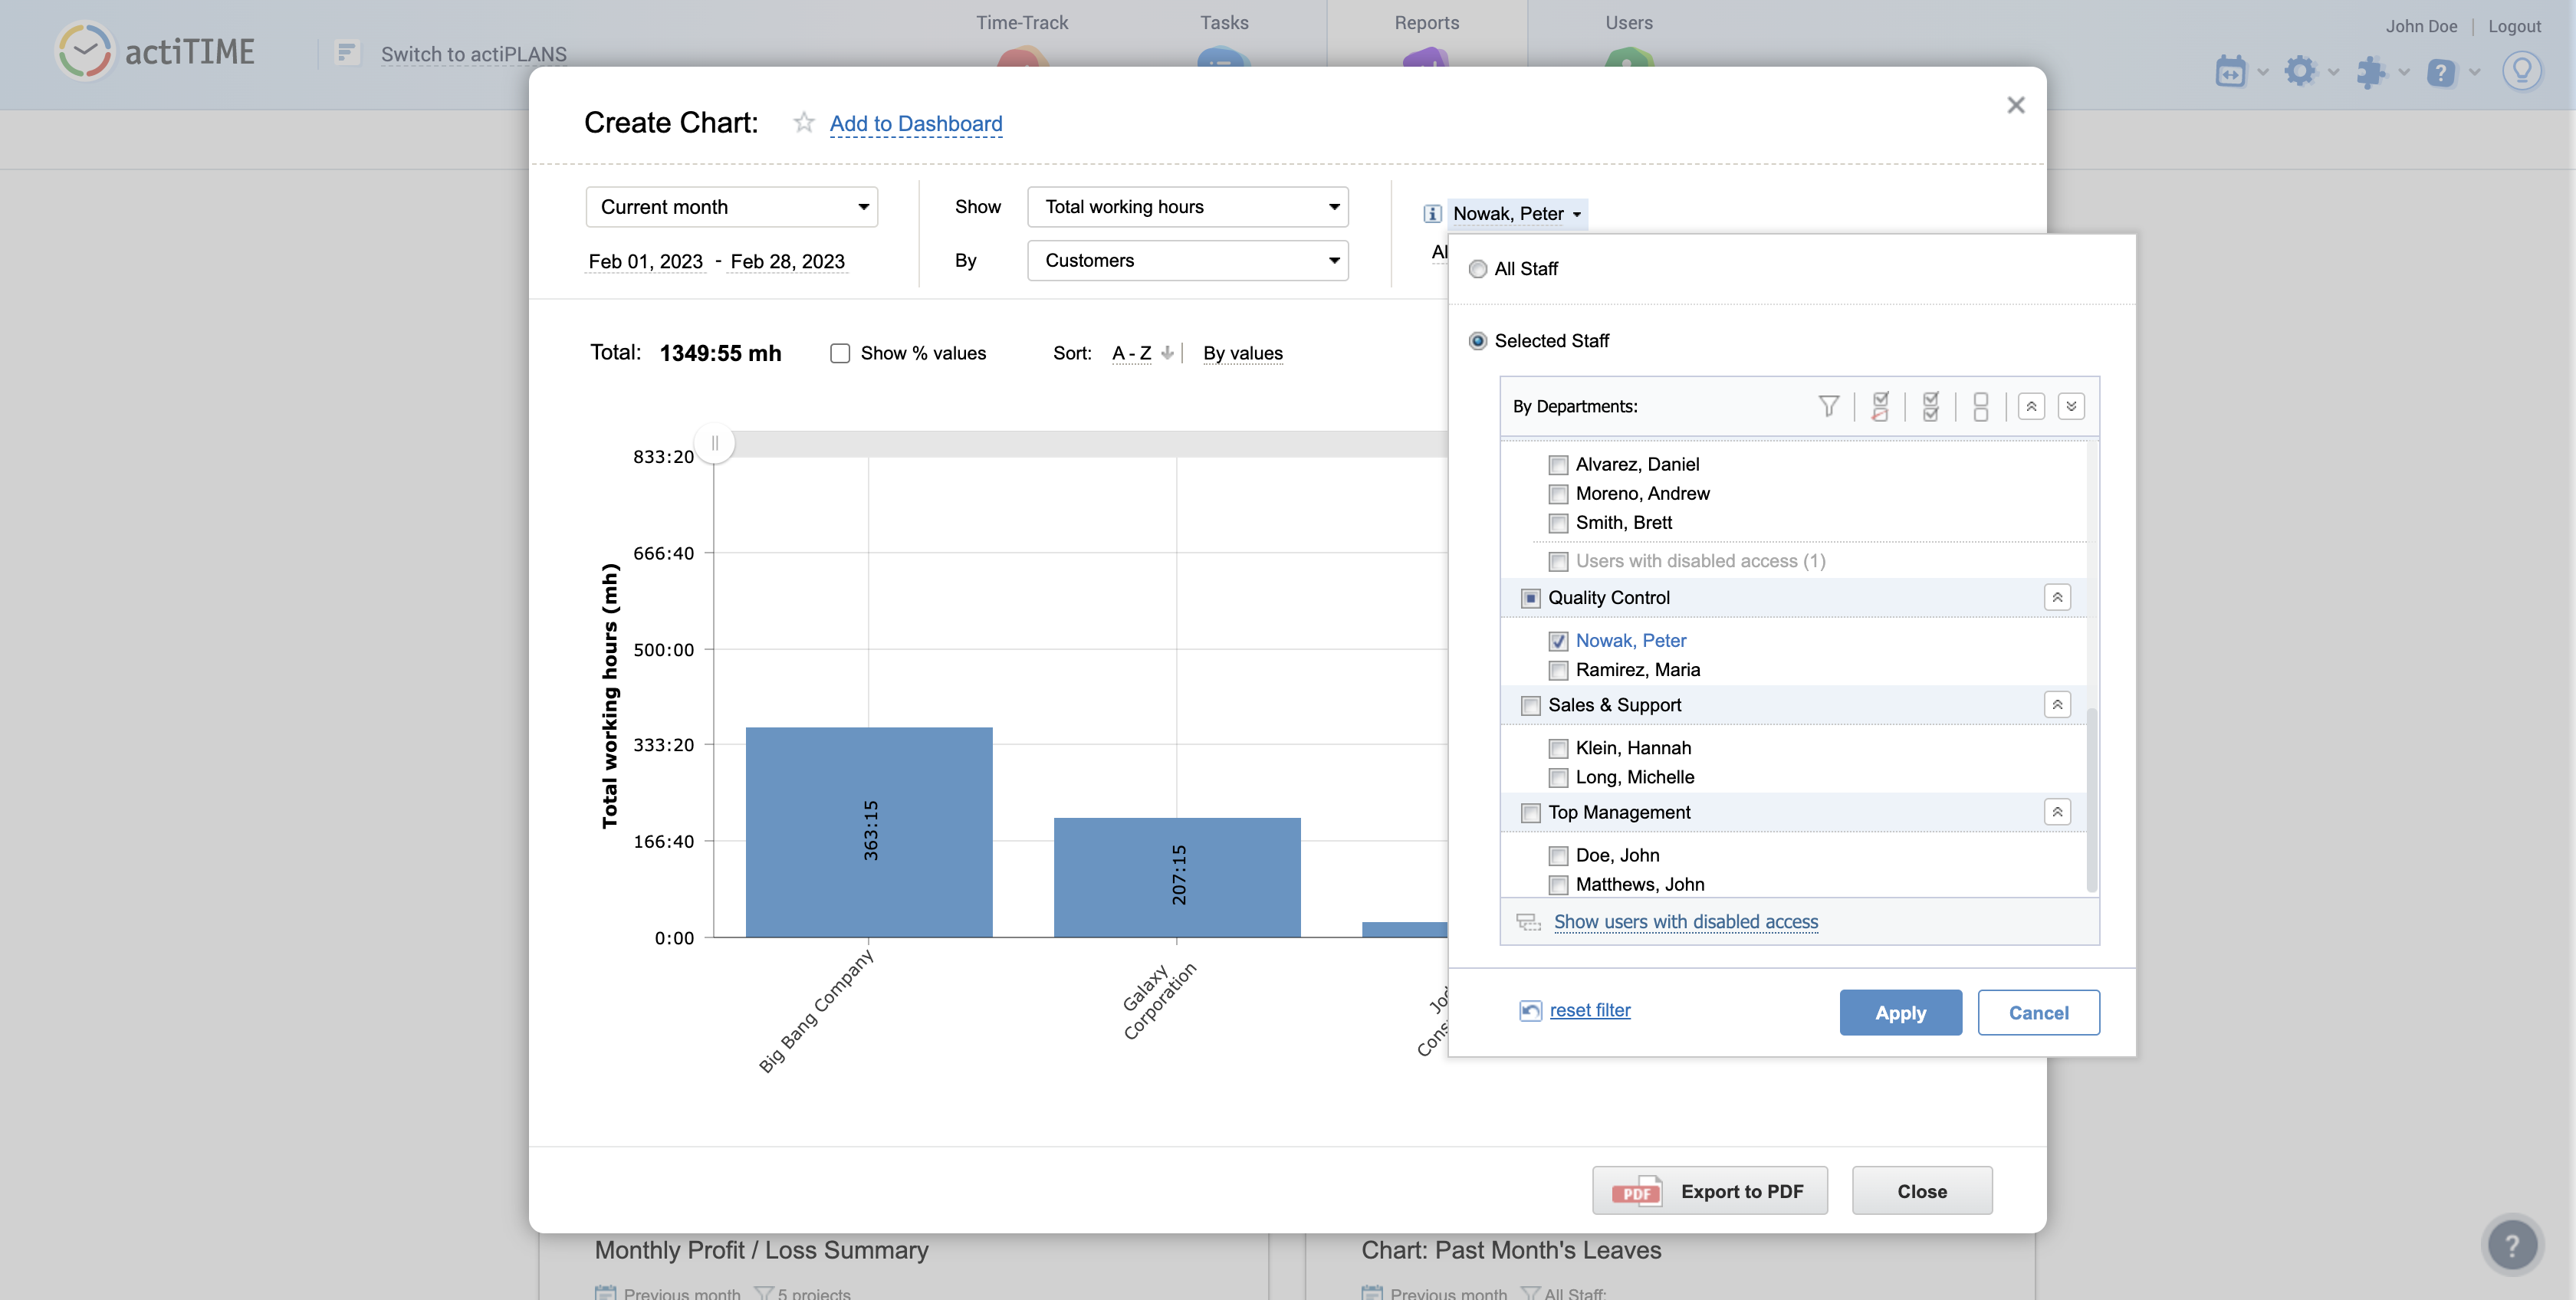 Time-Track
Tasks
Reports
Users
John Doe
Logout
actiTIME
Switch to actiPLANS
Create Chart:
Add to Dashboard
Current month
Show
Total working hours
Nowak, Peter
Feb 01, 2023 - Feb 28, 2023
By
Customers
Al
All Staff
Selected Staff
Total: 1349:55 mh
Show % values
Sort: A - Z
By values
By Departments:
Alvarez, Daniel
Moreno, Andrew
Smith, Brett
Users with disabled access (1)
Quality Control
Nowak, Peter
Ramirez, Maria
Sales & Support
Klein, Hannah
Long, Michelle
Top Management
Doe, John
Matthews, John
Show users with disabled access
reset filter
Apply
Cancel
Total working hours (mh)
833:20
666:40
500:00
333:20
166:40
0:00
363:15
207:15
Big Bang Company
Galaxy
Corporation
Cons
PDF
Export to PDF
Close
Monthly Profit / Loss Summary
Chart: Past Month's Leaves
Previous month
5 projects
Previous month
All Staff;